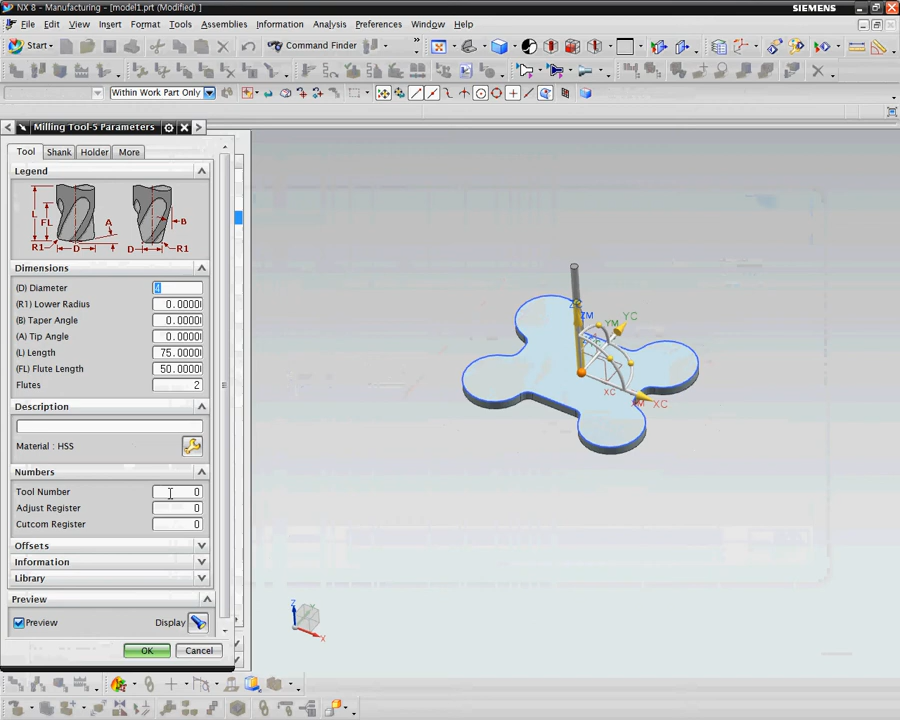 NX 8 - Manufacturing - [model1.prt (Modified) ]
SIEMENS
File Edit View Insert Format Tools Assemblies Information Analysis Preferences Window Help
Start Command Finder
Within Work Part Only
Milling Tool-5 Parameters
Tool Shank Holder More
Legend
L FL A B
R1 D D R1
Dimensions
(D) Diameter 4
(R1) Lower Radius 0.0000
(B) Taper Angle 0.0000
(A) Tip Angle 0.0000
(L) Length 75.0000
(FL) Flute Length 50.0000
Flutes 2
Description
Material : HSS
Numbers
Tool Number 0
Adjust Register 0
Cutcom Register 0
Offsets
Information
Library
Preview
Preview Display
OK Cancel
ZM YM YC
XC XC
Z
X